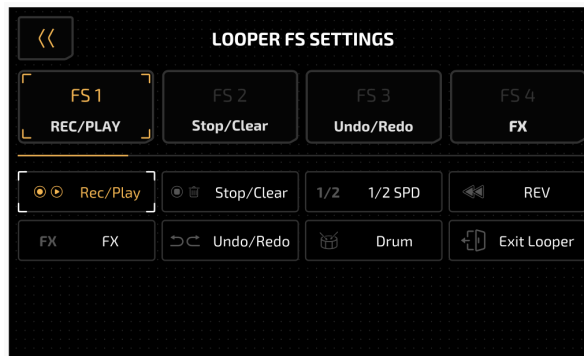 LOOPER FS SETTINGS
FS 1 FS 2 FS 3 FS 4
REC/PLAY Stop/Clear Undo/Redo FX
Rec/Play Stop/Clear 1/2 1/2 SPD REV
FX FX Undo/Redo Drum Exit Looper